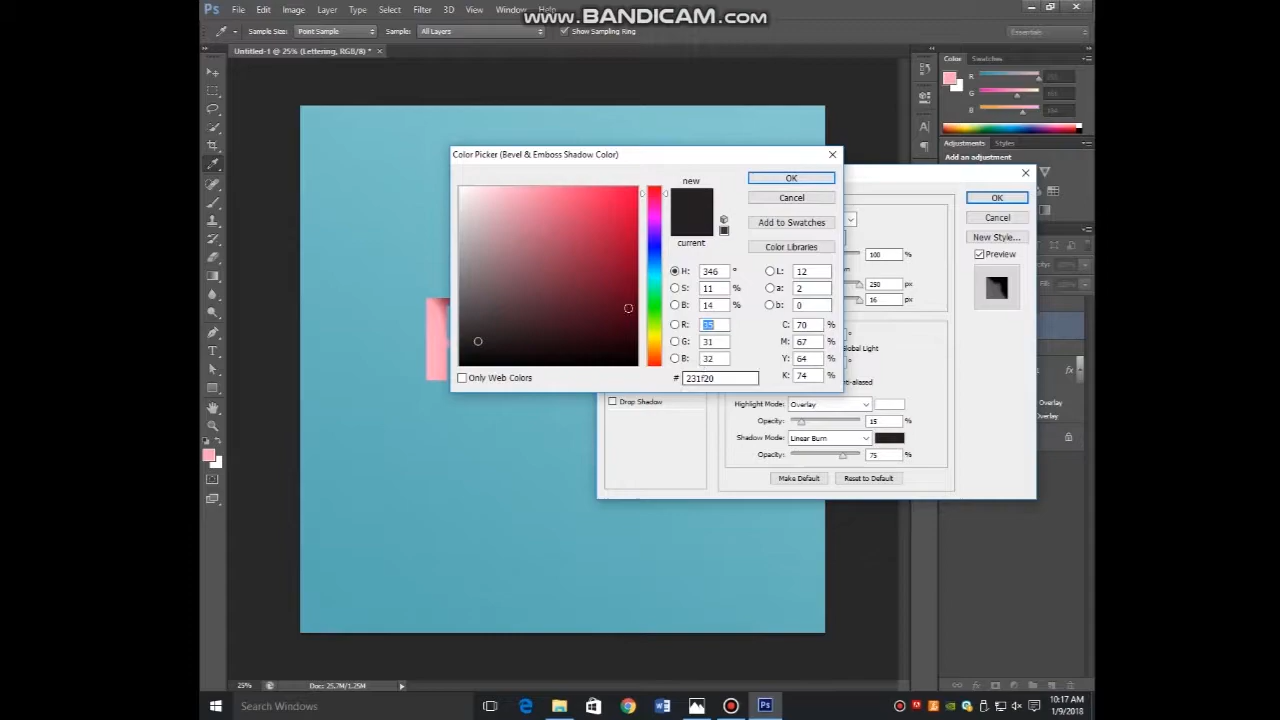 www.BANDICAM.com
Ps File Edit Image Layer Type Select Filter 3D View Window Help
Sample Size: Point Sample Sample: All Layers Show Sampling Ring Essentials
Untitled-1 @ 25% (Lettering, RGB/8) * ×
Color Swatches
R 255
G
B
Adjustments Styles
Add an adjustment
Color Picker (Bevel & Emboss Shadow Color)
new
current
OK
Cancel
Add to Swatches
Color Libraries
H: 346 ° L: 12
S: 11 % a: 2
B: 14 % b: 0
R: 35 C: 70 %
G: 31 M: 67 %
B: 32 Y: 64 %
# 231f20 K: 74 %
Only Web Colors
OK
Cancel
New Style...
Preview
100 %
250 px
16 px
Global Light
Drop Shadow
Highlight Mode: Overlay
Opacity: 15 %
Shadow Mode: Linear Burn
Opacity: 75 %
Make Default Reset to Default
fx
Overlay
Overlay
25% Doc: 25.7M/1.25M
Search Windows
10:17 AM
1/9/2018